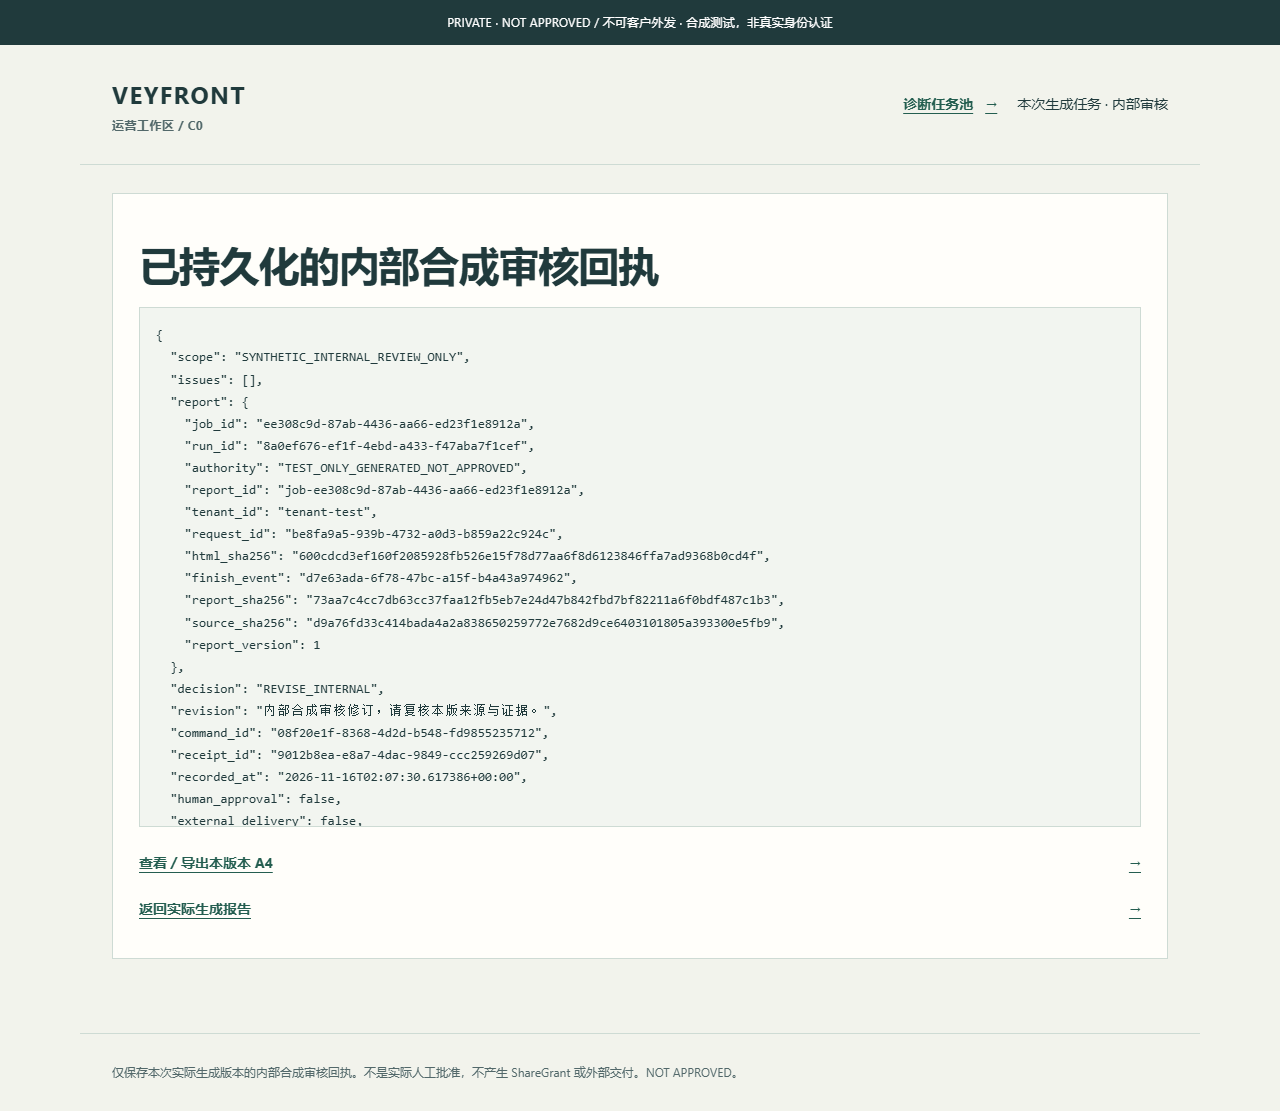 PRIVATE · NOT APPROVED / 不可客户外发 · 合成测试，非真实身份认证
VEYFRONT
运营工作区 / C0
诊断任务池 → 本次生成任务 · 内部审核
已持久化的内部合成审核回执
{
  "scope": "SYNTHETIC_INTERNAL_REVIEW_ONLY",
  "issues": [],
  "report": {
    "job_id": "ee308c9d-87ab-4436-aa66-ed23f1e8912a",
    "run_id": "8a0ef676-ef1f-4ebd-a433-f47aba7f1cef",
    "authority": "TEST_ONLY_GENERATED_NOT_APPROVED",
    "report_id": "job-ee308c9d-87ab-4436-aa66-ed23f1e8912a",
    "tenant_id": "tenant-test",
    "request_id": "be8fa9a5-939b-4732-a0d3-b859a22c924c",
    "html_sha256": "600cdcd3ef160f2085928fb526e15f78d77aa6f8d6123846ffa7ad9368b0cd4f",
    "finish_event": "d7e63ada-6f78-47bc-a15f-b4a43a974962",
    "report_sha256": "73aa7c4cc7db63cc37faa12fb5eb7e24d47b842fbd7bf82211a6f0bdf487c1b3",
    "source_sha256": "d9a76fd33c414bada4a2a838650259772e7682d9ce6403101805a393300e5fb9",
    "report_version": 1
  },
  "decision": "REVISE_INTERNAL",
  "revision": "内部合成审核修订，请复核本版来源与证据。",
  "command_id": "08f20e1f-8368-4d2d-b548-fd9855235712",
  "receipt_id": "9012b8ea-e8a7-4dac-9849-ccc259269d07",
  "recorded_at": "2026-11-16T02:07:30.617386+00:00",
  "human_approval": false,
  "external_delivery": false,
查看 / 导出本版本 A4 →
返回实际生成报告 →
仅保存本次实际生成版本的内部合成审核回执。不是实际人工批准，不产生 ShareGrant 或外部交付。NOT APPROVED。